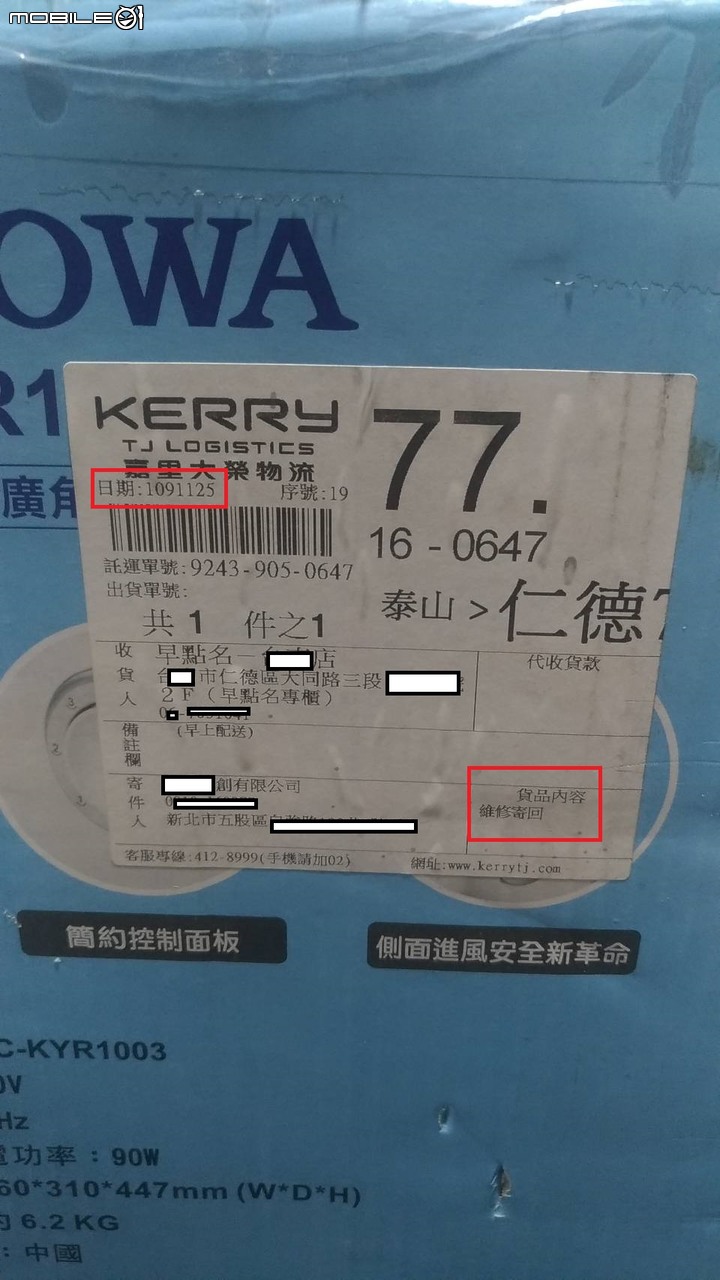 MOBILE01
OWA
R1
KERRY
TJ LOGISTICS
嘉里大榮物流
77.
日期:1091125
序號:19
16 - 0647
廣角
託運單號:9243-905-0647
出貨單號:
泰山 > 仁德
共 1 件之1
收貨人
早點名一台 店
代收貨款
市仁德區大同路三段
2F(早點名專櫃)
備註欄
(早上配送)
寄件人
創有限公司
貨品內容
維修寄回
新北市五股區
客服專線:412-8999(手機請加02)
網址:www.kerrytj.com
簡約控制面板
側面進風安全新革命
C-KYR1003
0V
Hz
電功率：90W
60*310*447mm (W*D*H)
約 6.2 KG
：中國